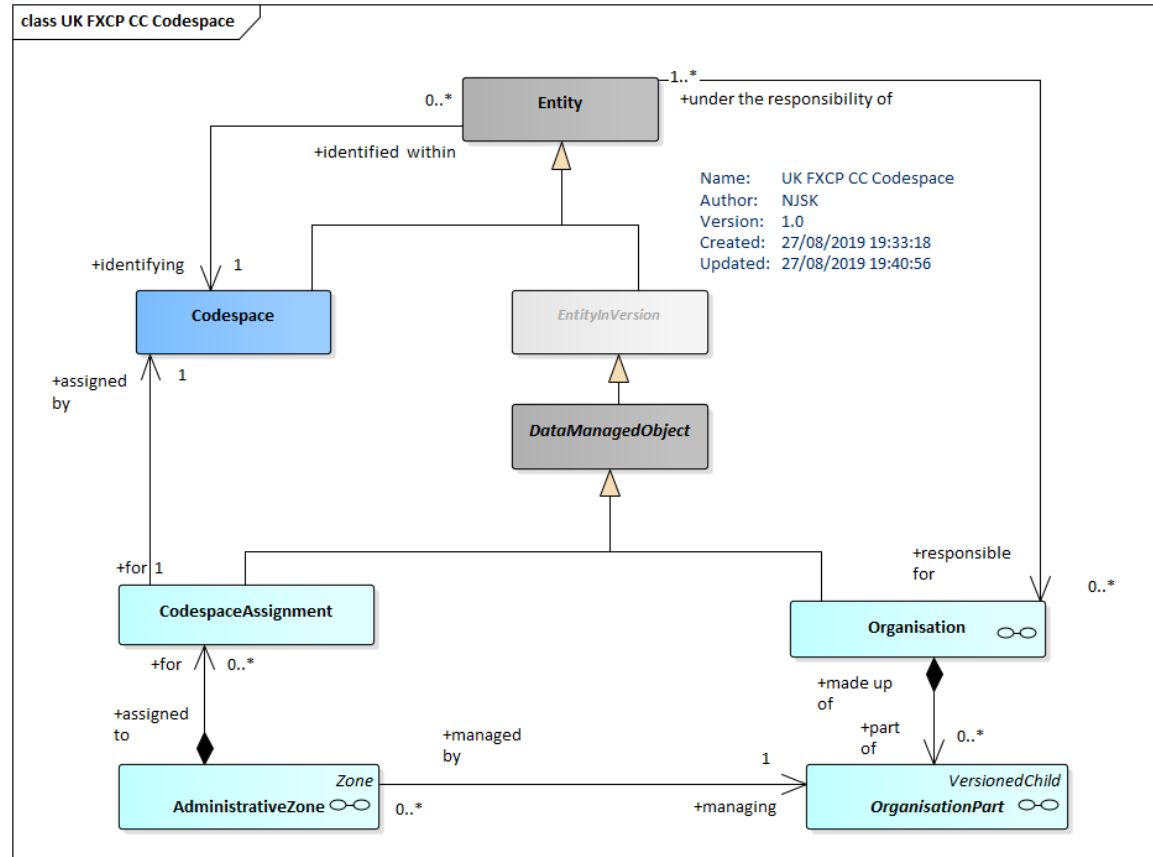 class UK FXCP CC Codespace
Entity
0..*
1..*
+under the responsibility of
+identified within
Name: UK FXCP CC Codespace
Author: NJSK
Version: 1.0
Created: 27/08/2019 19:33:18
Updated: 27/08/2019 19:40:56
+identifying
1
Codespace
EntityInVersion
+assigned
by
1
DataManagedObject
+for 1
+responsible
for
0..*
CodespaceAssignment
Organisation
+for
0..*
+made up
of
+assigned
to
+managed
by
+part
of
0..*
1
Zone
AdministrativeZone
0..*
+managing
VersionedChild
OrganisationPart